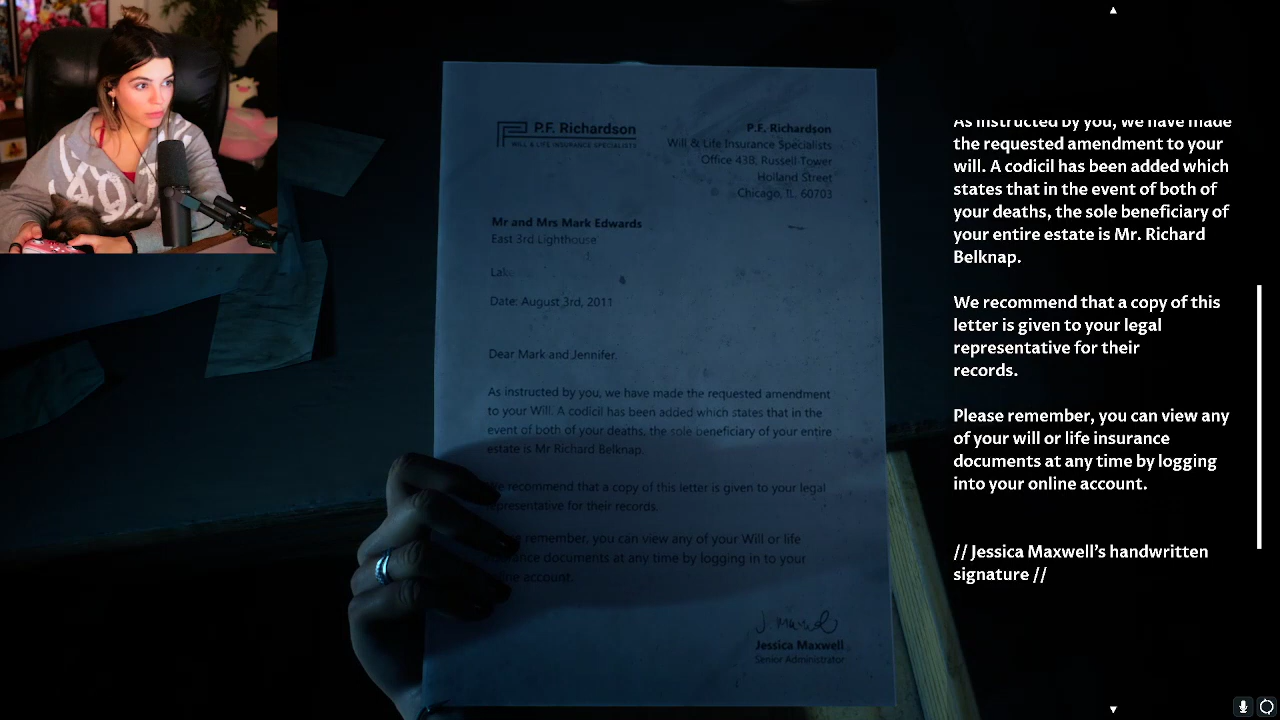 P.F. Richardson
WILL & LIFE INSURANCE SPECIALISTS
P.F. Richardson
Will & Life Insurance Specialists
Office 43B, Russell Tower
Holland Street
Chicago, IL. 60703
Mr and Mrs Mark Edwards
East 3rd Lighthouse
Date: August 3rd, 2011
Dear Mark and Jennifer,
As instructed by you, we have made the requested amendment
to your Will. A codicil has been added which states that in the
event of both of your deaths, the sole beneficiary of your entire
estate is Mr Richard Belknap.
recommend that a copy of this letter is given to your legal
for their records.
remember, you can view any of your Will or life
documents at any time by logging in to your
account.
J. Maxwell
Jessica Maxwell
Senior Administrator
As instructed by you, we have made
the requested amendment to your
will. A codicil has been added which
states that in the event of both of
your deaths, the sole beneficiary of
your entire estate is Mr. Richard
Belknap.
We recommend that a copy of this
letter is given to your legal
representative for their
records.
Please remember, you can view any
of your will or life insurance
documents at any time by logging
into your online account.
// Jessica Maxwell's handwritten
signature //